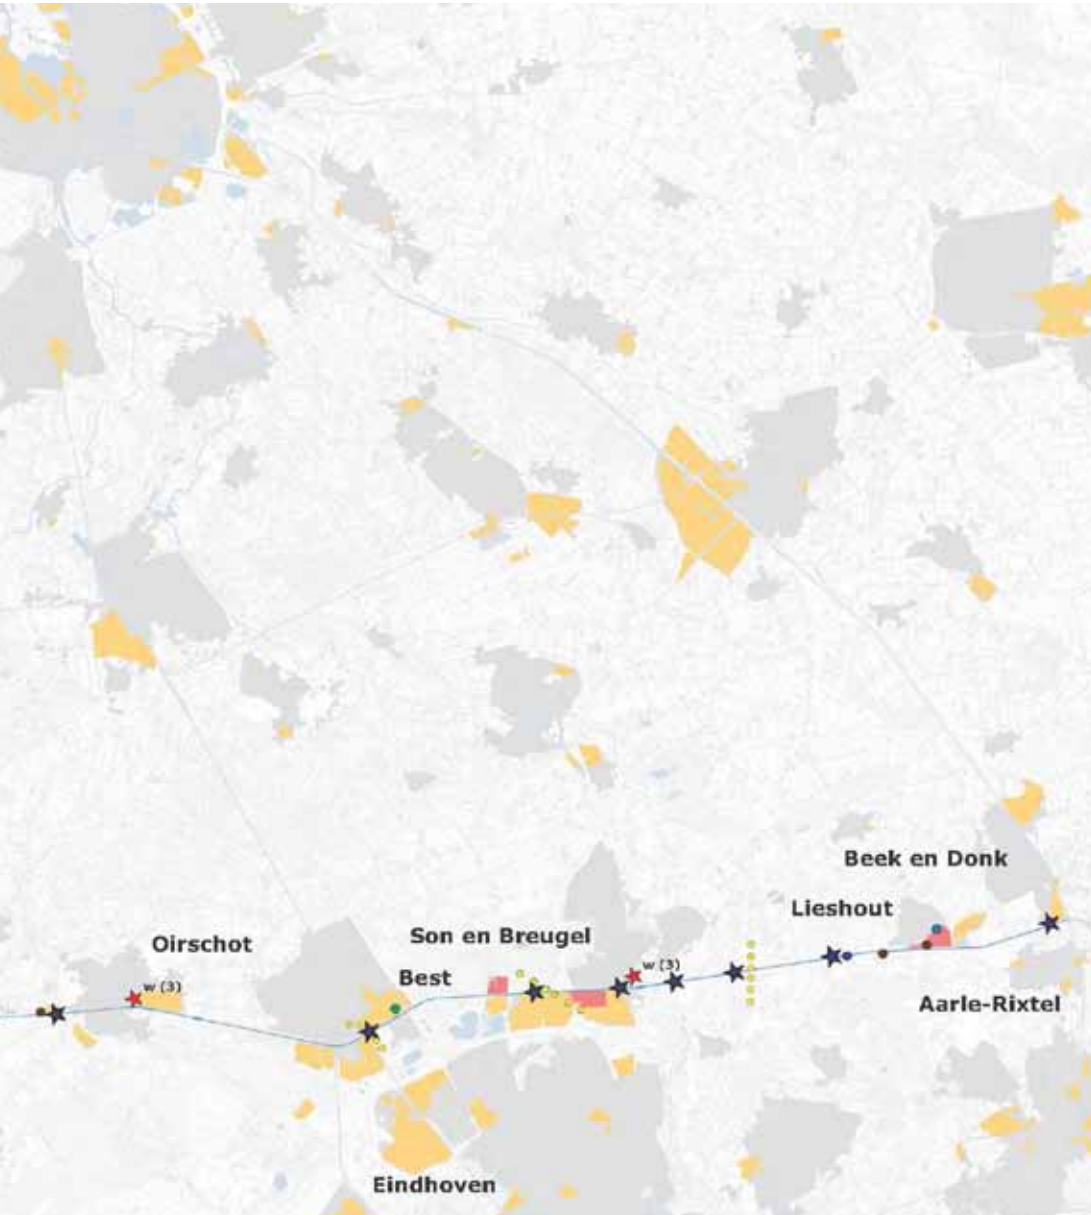 Beek en Donk
Lieshout
Son en Breugel
Oirschot
w (3)
Best
w (3)
Aarle-Rixtel
Eindhoven